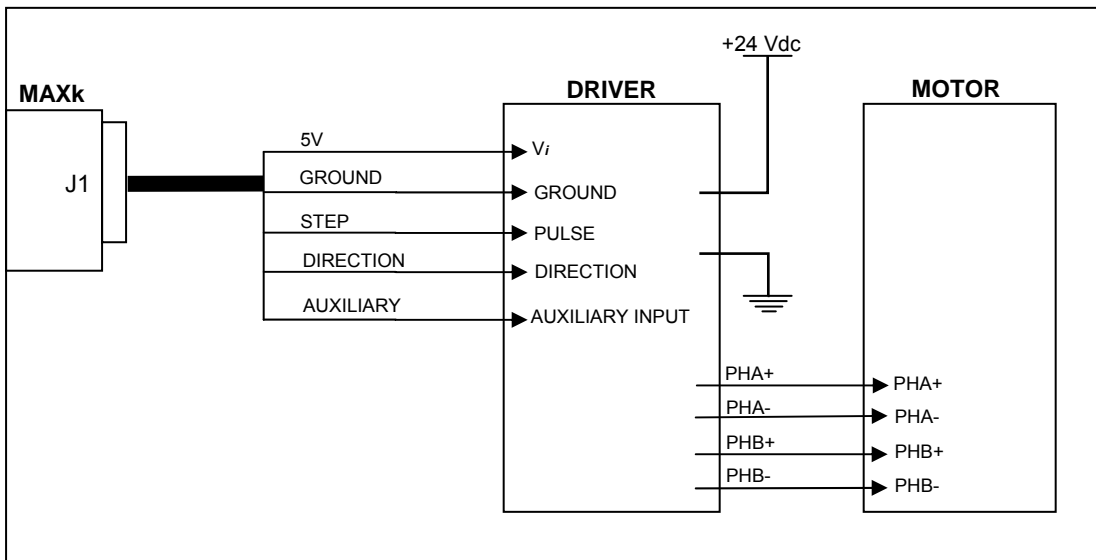 +24 Vdc
MAXk
DRIVER
MOTOR
J1
5V
GROUND
STEP
DIRECTION
AUXILIARY
Vi
GROUND
PULSE
DIRECTION
AUXILIARY INPUT
PHA+
PHA-
PHB+
PHB-
PHA+
PHA-
PHB+
PHB-